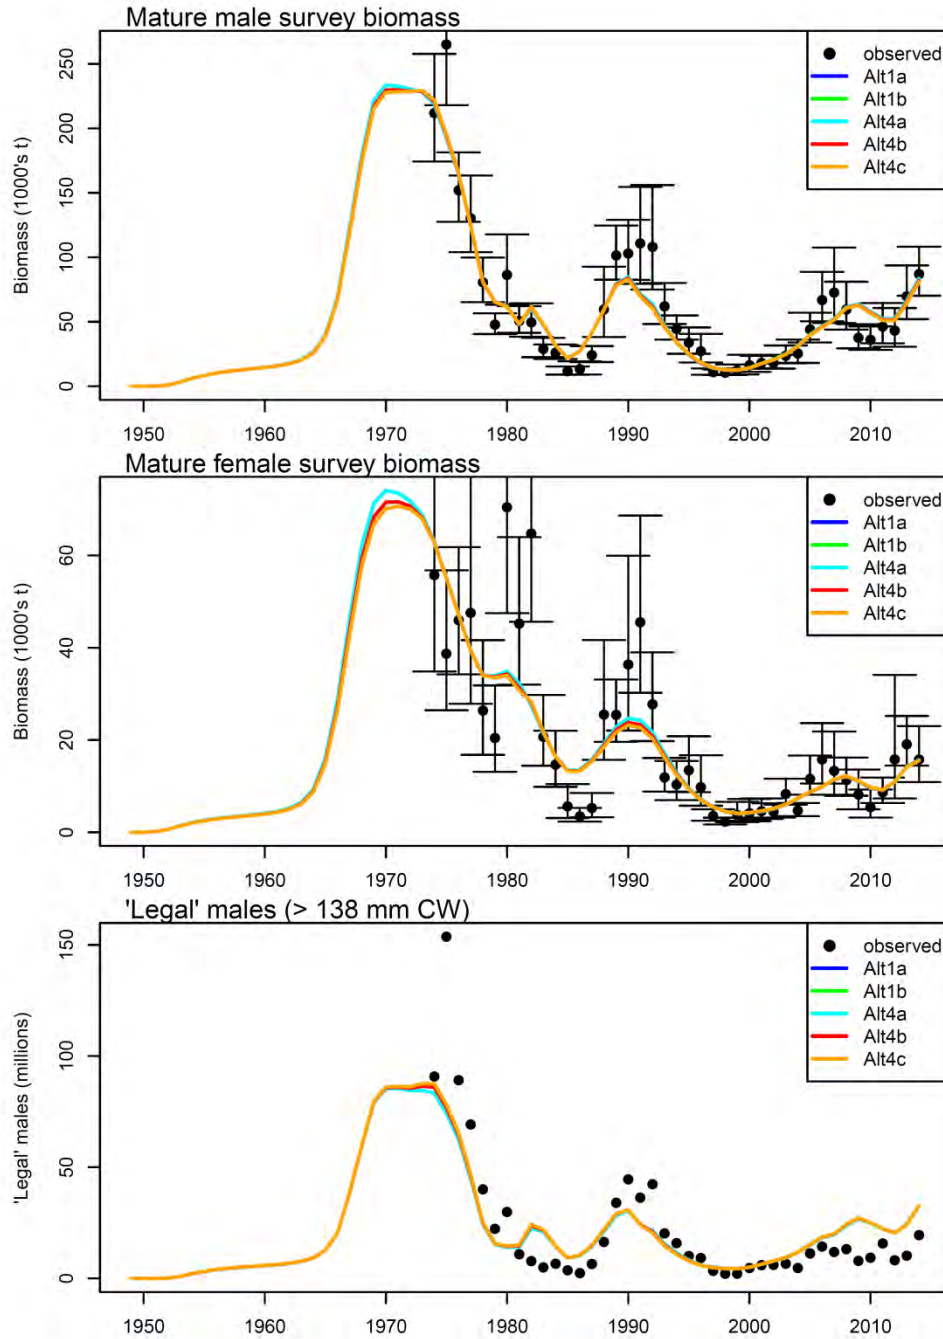 Mature male survey biomass
Biomass (1000's t)
250
200
150
100
50
0
observed
Alt1a
Alt1b
Alt4a
Alt4b
Alt4c
1950 1960 1970 1980 1990 2000 2010
Mature female survey biomass
Biomass (1000's t)
60
40
20
0
observed
Alt1a
Alt1b
Alt4a
Alt4b
Alt4c
1950 1960 1970 1980 1990 2000 2010
'Legal' males (> 138 mm CW)
'Legal' males (millions)
150
100
50
0
observed
Alt1a
Alt1b
Alt4a
Alt4b
Alt4c
1950 1960 1970 1980 1990 2000 2010